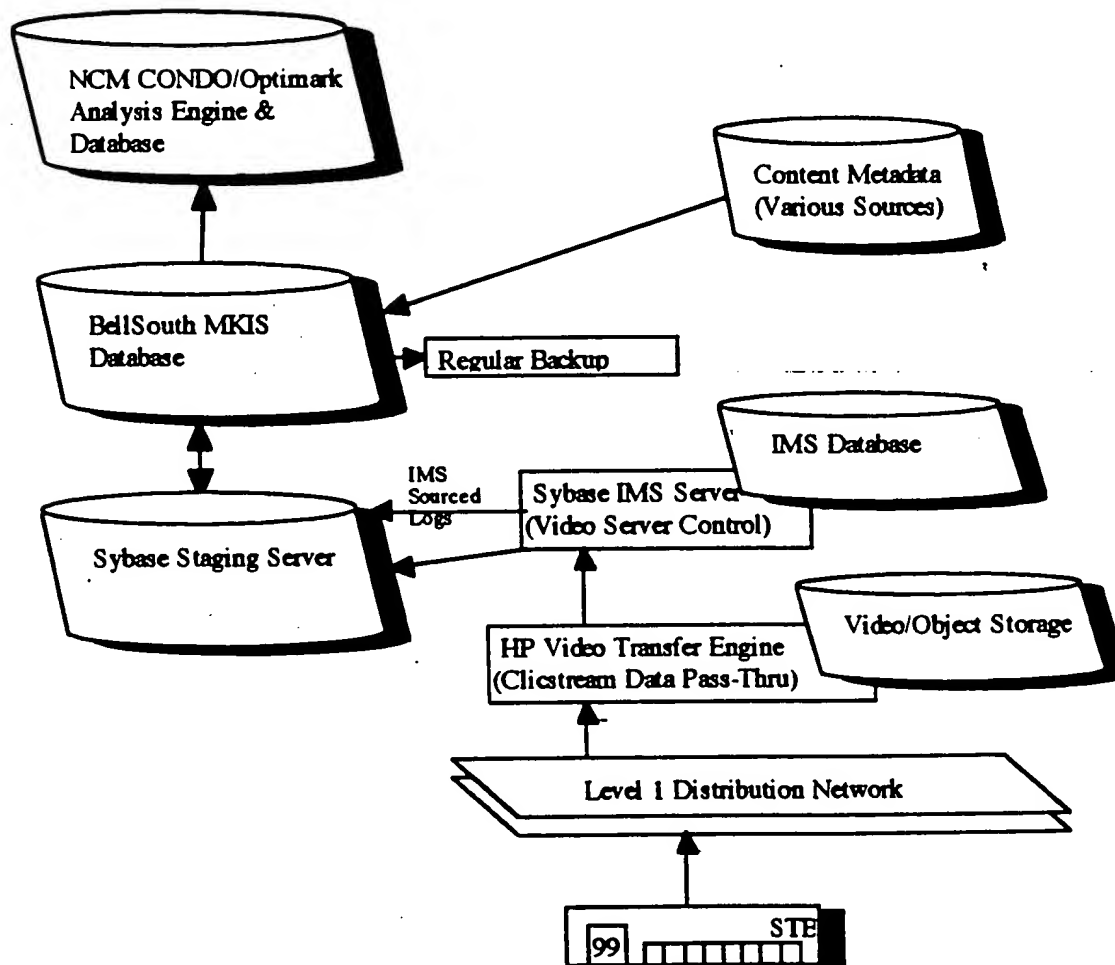 NCM CONDO/Optimark
Analysis Engine &
Database
Content Metadata
(Various Sources)
BellSouth MKIS
Database
Regular Backup
IMS Database
IMS
Sourced
Logs
Sybase IMS Server
(Video Server Control)
Sybase Staging Server
Video/Object Storage
HP Video Transfer Engine
(Clicstream Data Pass-Thru)
Level 1 Distribution Network
STB
99